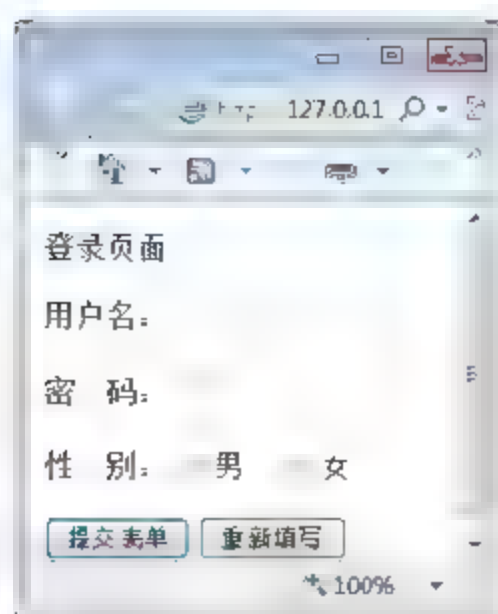 127.0.0.1
登录页面
用户名：
密 码：
性 别： 男 女
提交表单 重新填写
100%